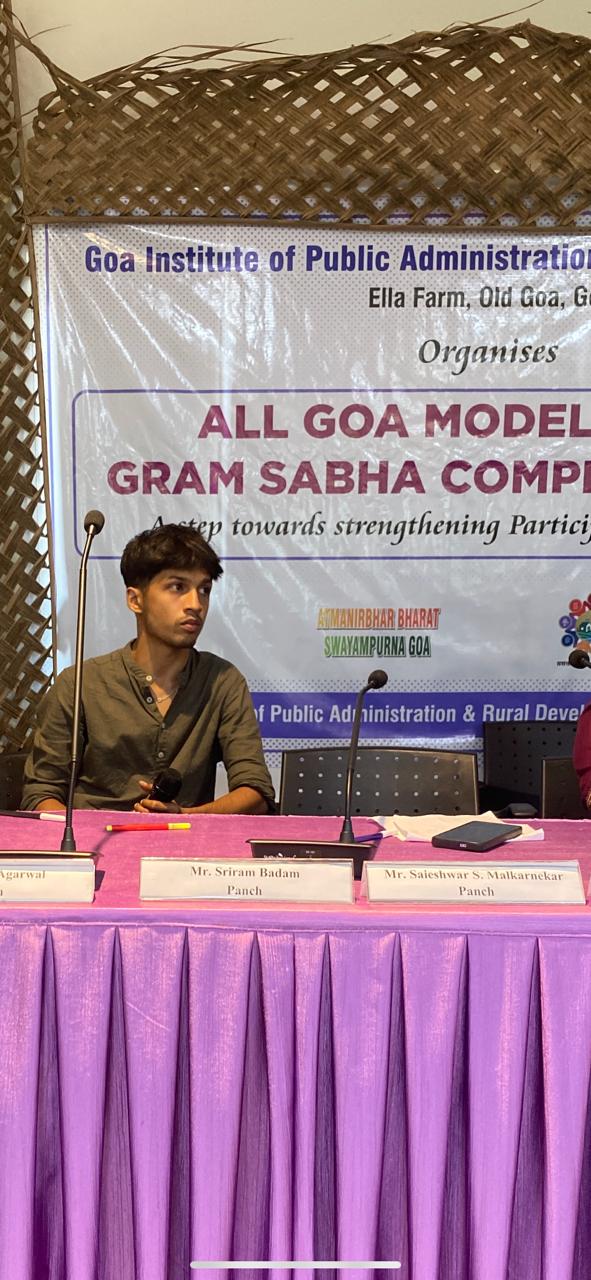 Goa Institute of Public Administration
Ella Farm, Old Goa, G
Organises
ALL GOA MODEL
GRAM SABHA COMP
A step towards strengthening Partici
ATMANIRBHAR BHARAT
SWAYAMPURNA GOA
of Public Administration & Rural Devel
Agarwal
Mr. Sriram Badam
Panch
Mr. Saieshwar S. Malkarnekar
Panch